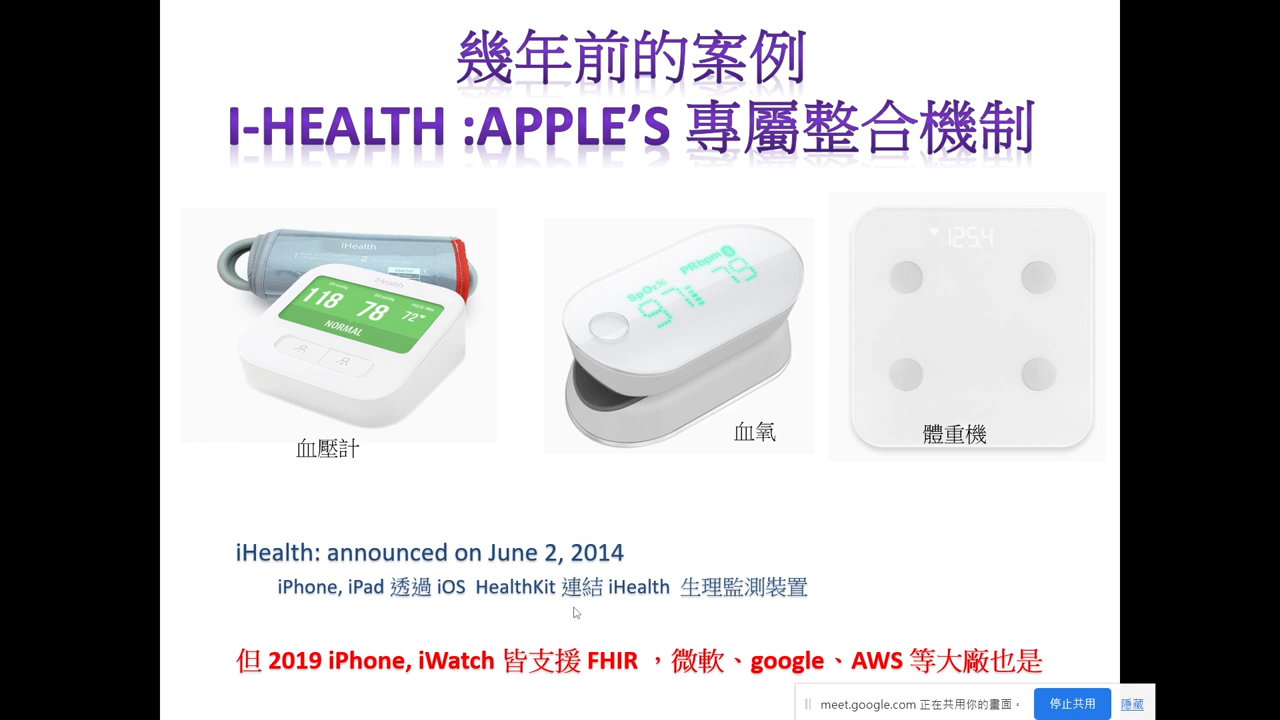 幾年前的案例
I-HEALTH :APPLE'S 專屬整合機制
iHealth
iHealth
118 78 72
NORMAL
SpO₂% PRbpm
97 79
125.4
血壓計
血氧
體重機
iHealth: announced on June 2, 2014
iPhone, iPad 透過 iOS HealthKit 連結 iHealth 生理監測裝置
但 2019 iPhone, iWatch 皆支援 FHIR ，微軟、google、AWS 等大廠也是
meet.google.com 正在共用你的畫面。 停止共用 隱藏